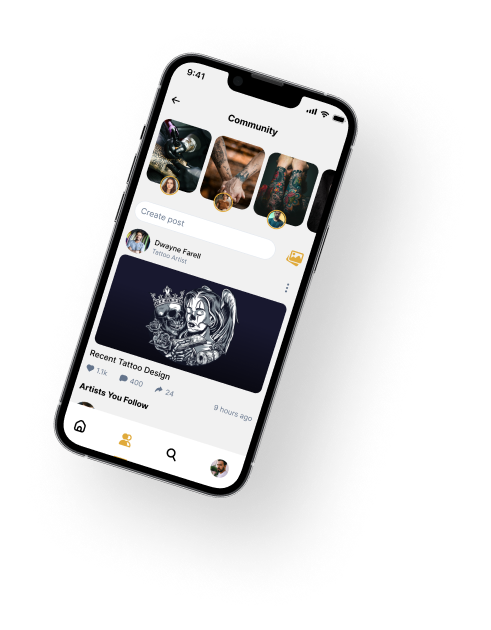 9:41
Community
Create post
Dwayne Farell
Tattoo Artist
Recent Tattoo Design
1.1k 400 24
9 hours ago
Artists You Follow